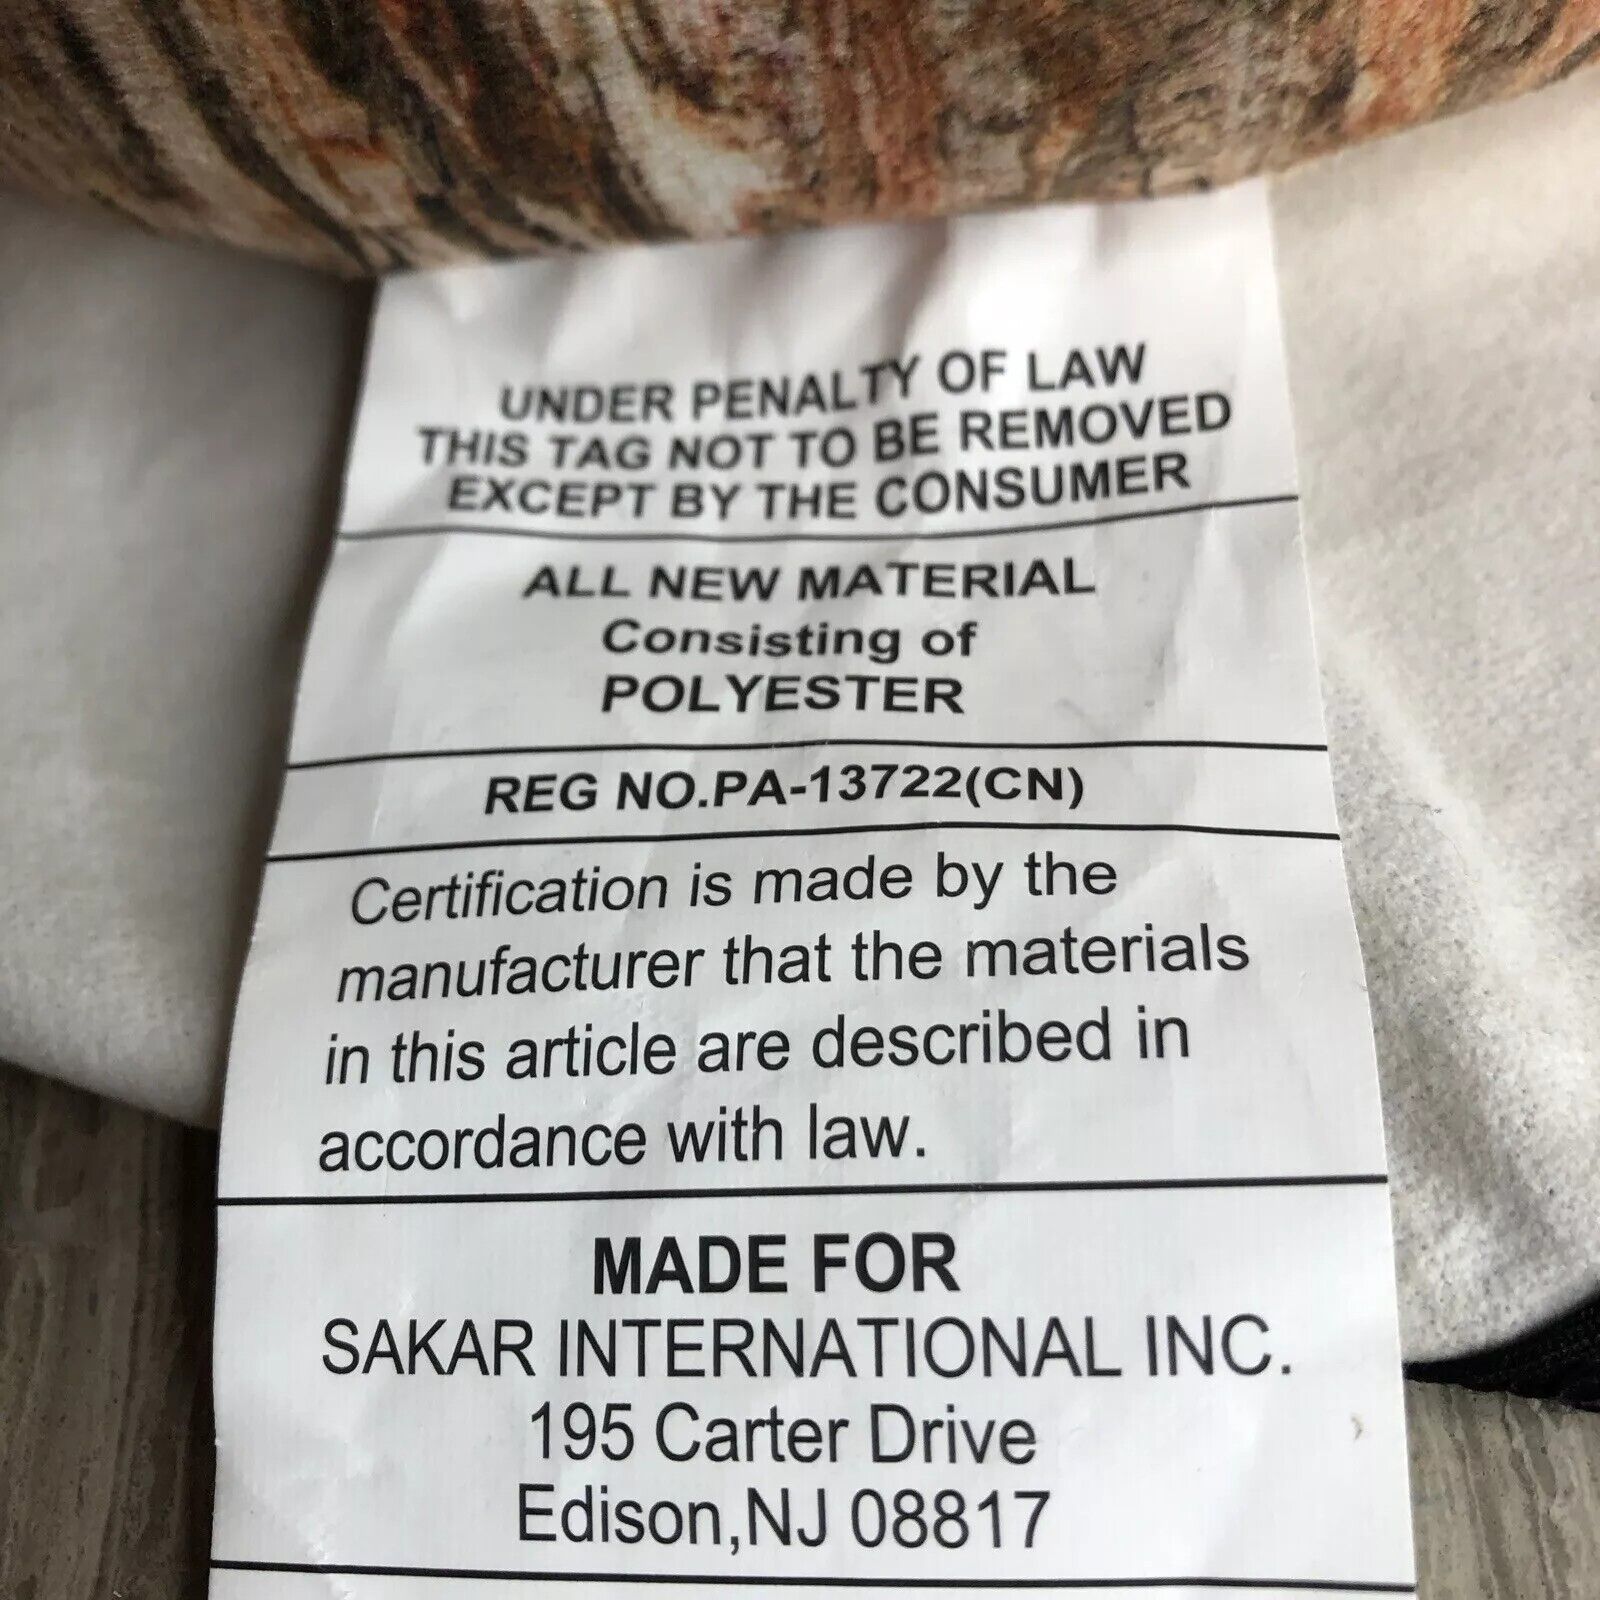 UNDER PENALTY OF LAW
THIS TAG NOT TO BE REMOVED
EXCEPT BY THE CONSUMER
ALL NEW MATERIAL
Consisting of
POLYESTER
REG NO.PA-13722(CN)
Certification is made by the
manufacturer that the materials
in this article are described in
accordance with law.
MADE FOR
SAKAR INTERNATIONAL INC.
195 Carter Drive
Edison,NJ 08817